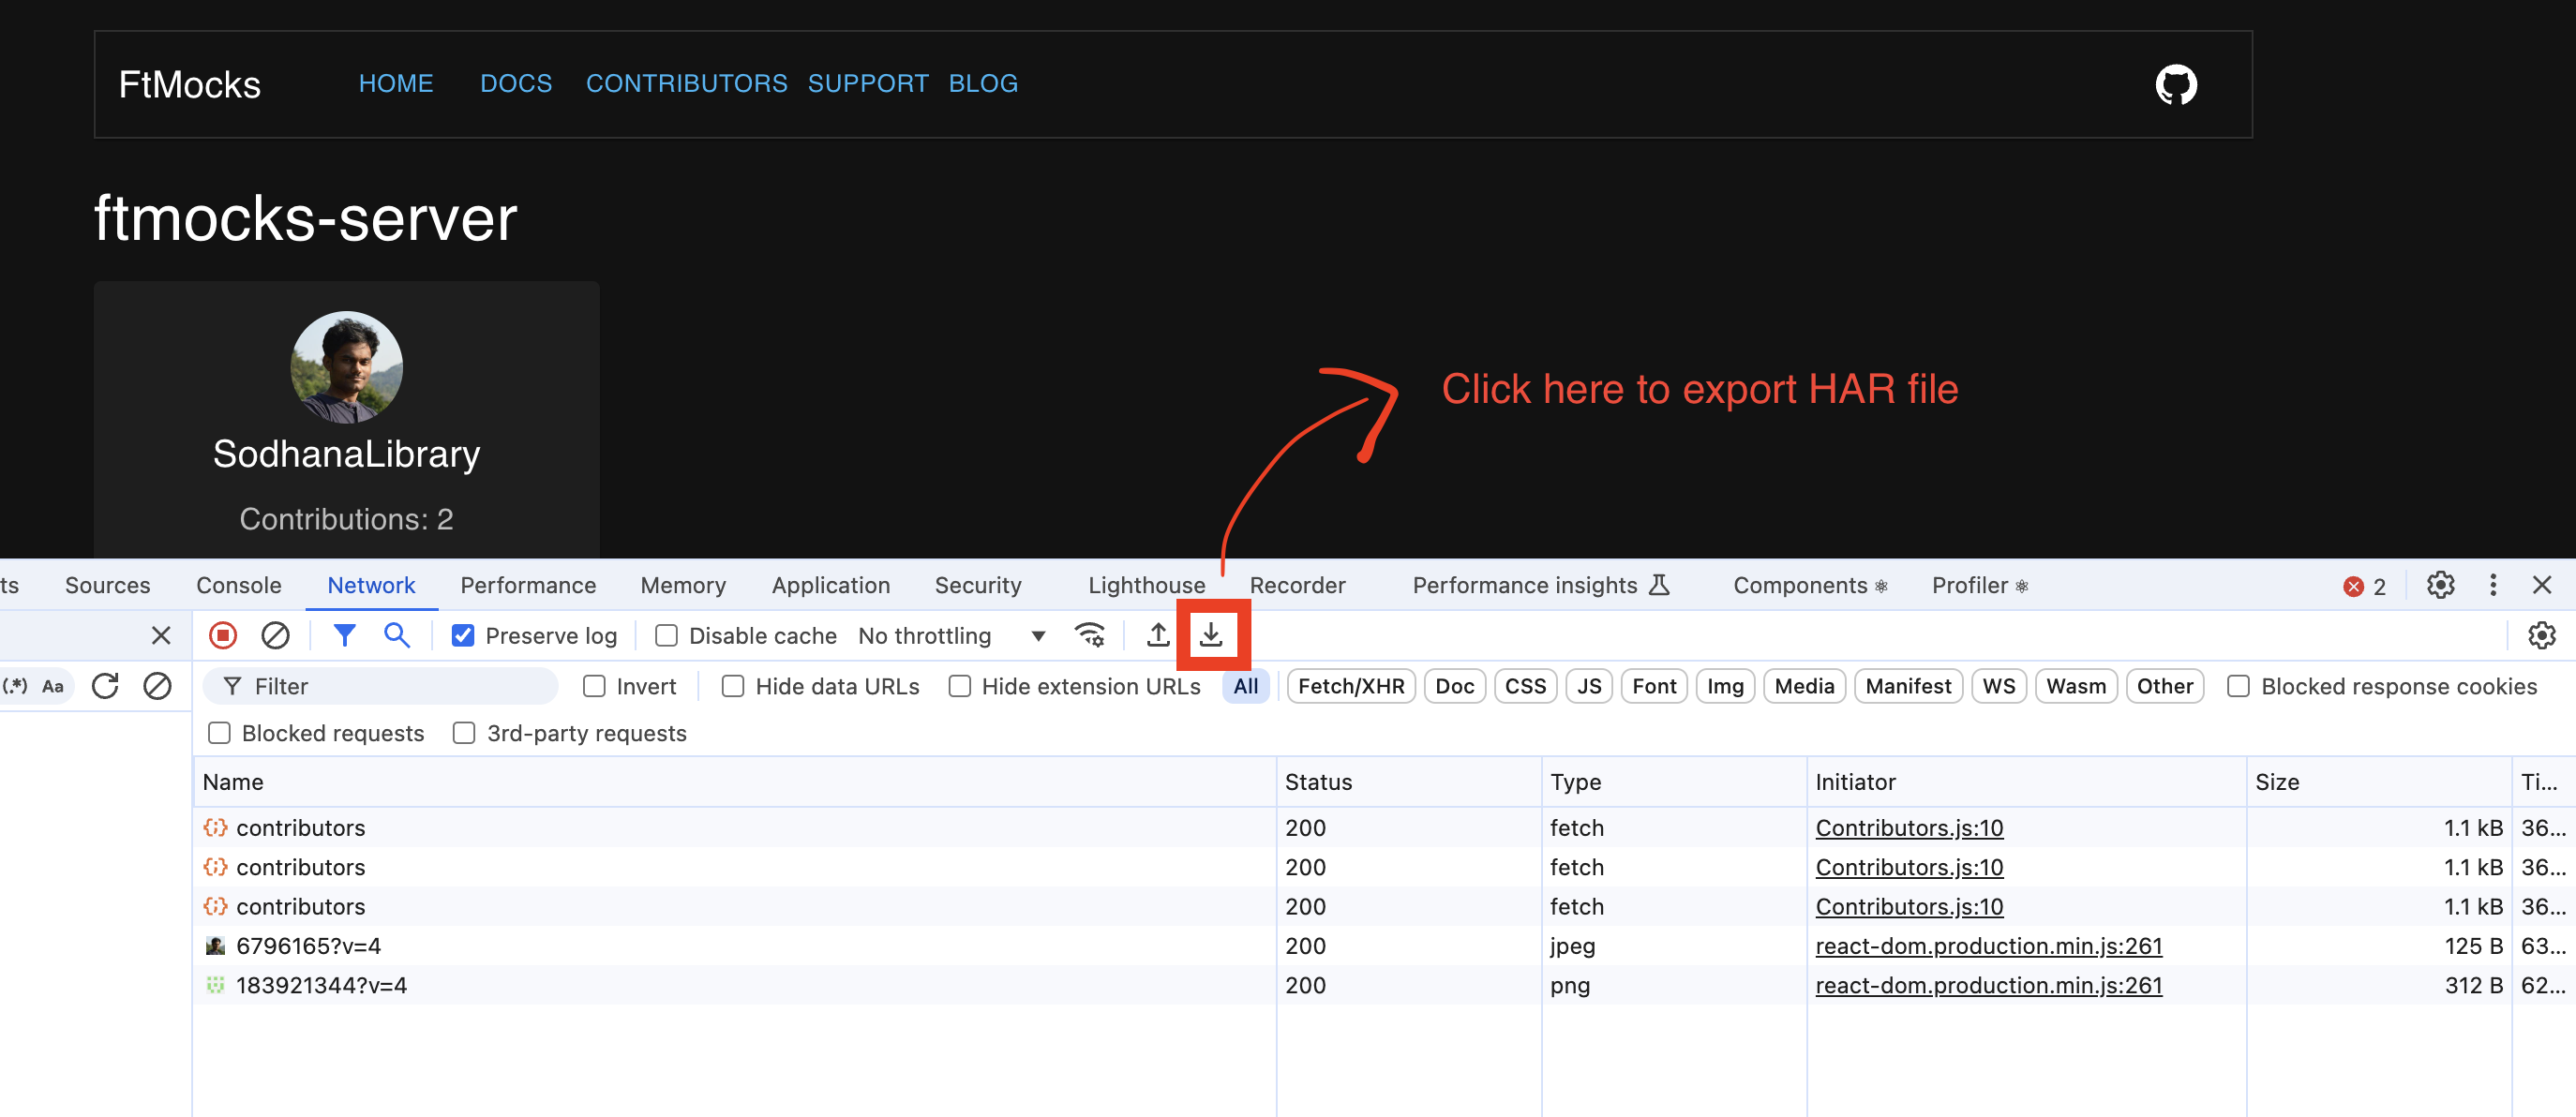 FtMocks HOME DOCS CONTRIBUTORS SUPPORT BLOG
ftmocks-server
SodhanaLibrary
Contributions: 2
Click here to export HAR file
ts Sources Console Network Performance Memory Application Security Lighthouse Recorder Performance insights Components Profiler 2
Preserve log Disable cache No throttling
(.*) Aa Filter Invert Hide data URLs Hide extension URLs All Fetch/XHR Doc CSS JS Font Img Media Manifest WS Wasm Other Blocked response cookies
Blocked requests 3rd-party requests
Name Status Type Initiator Size Ti...
contributors 200 fetch Contributors.js:10 1.1 kB 36...
contributors 200 fetch Contributors.js:10 1.1 kB 36...
contributors 200 fetch Contributors.js:10 1.1 kB 36...
6796165?v=4 200 jpeg react-dom.production.min.js:261 125 B 63...
183921344?v=4 200 png react-dom.production.min.js:261 312 B 62...